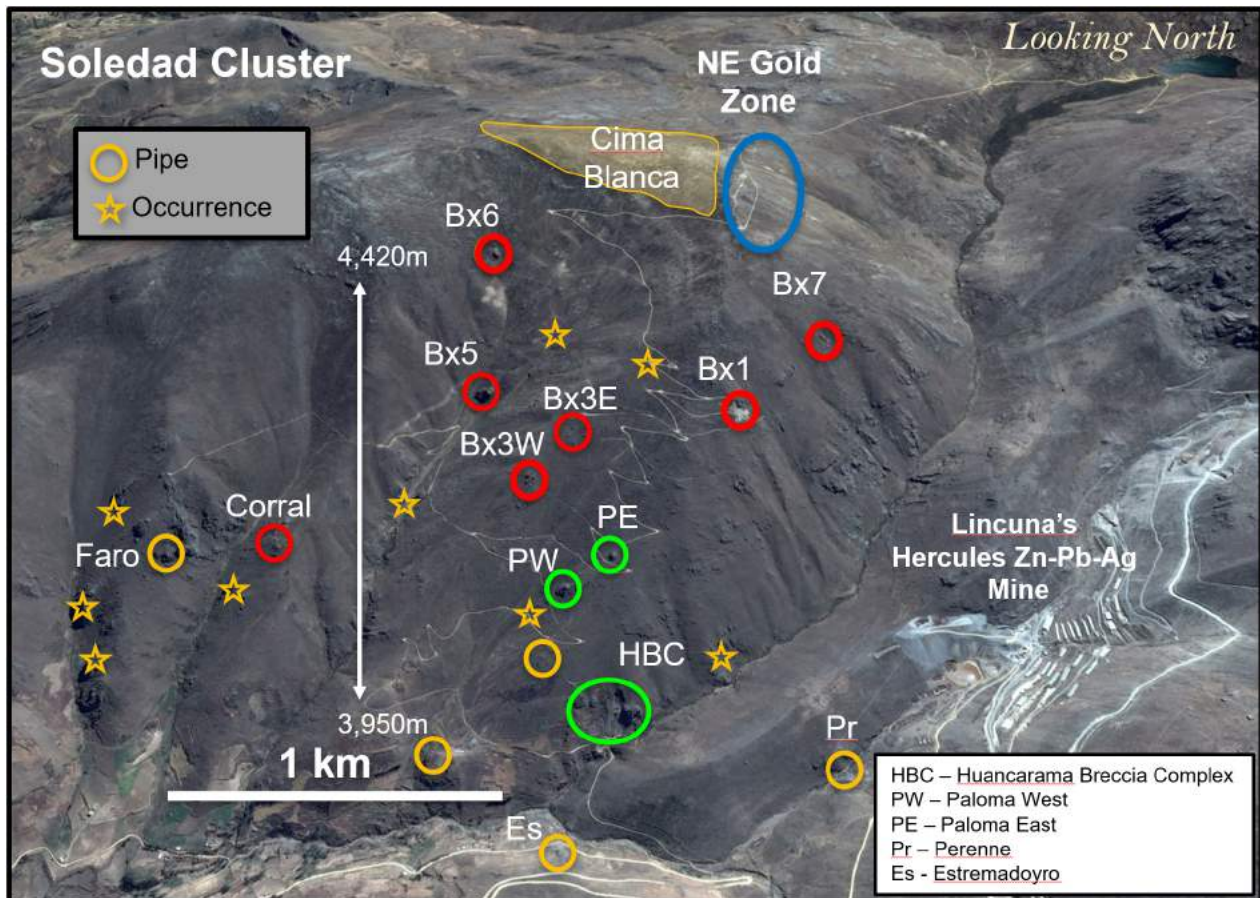 Looking North
Soledad Cluster
NE Gold
Zone
Pipe
Occurrence
Cima
Blanca
Bx6
4,420m
Bx7
Bx5
Bx1
Bx3E
Bx3W
Corral
PE
Faro
PW
Lincuna's
Hercules Zn-Pb-Ag
Mine
HBC
3,950m
Pr
1 km
Es
HBC – Huancarama Breccia Complex
PW – Paloma West
PE – Paloma East
Pr – Perenne
Es - Estremadoyro